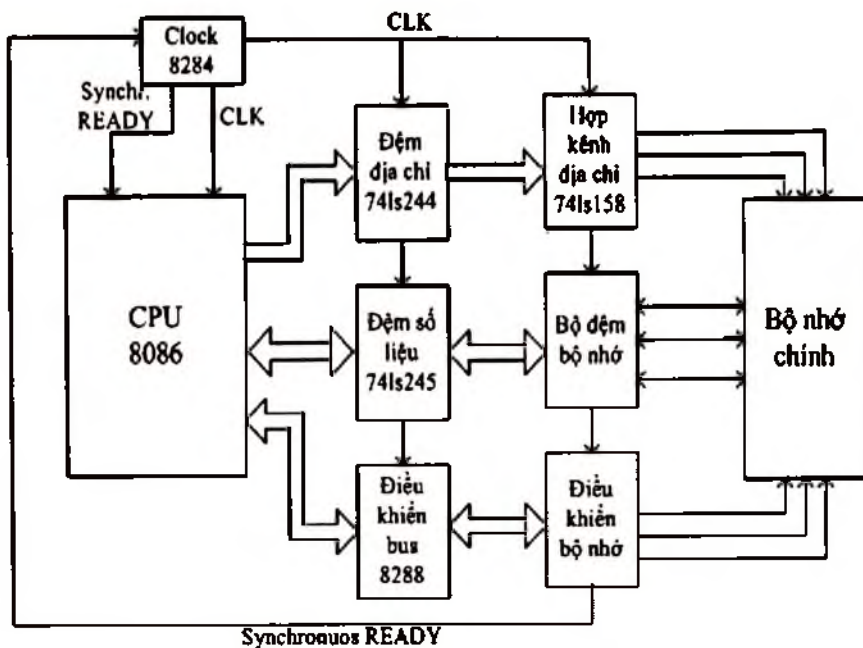 Clock
8284
CLK
Synchr.
READY
CLK
Đệm
địa chỉ
74ls244
Hợp
kênh
địa chỉ
74ls158
CPU
8086
Đệm số
liệu
74ls245
Bộ đệm
bộ nhớ
Bộ nhớ
chính
Điều
khiển
bus
8288
Điều
khiển
bộ nhớ
Synchronuos READY